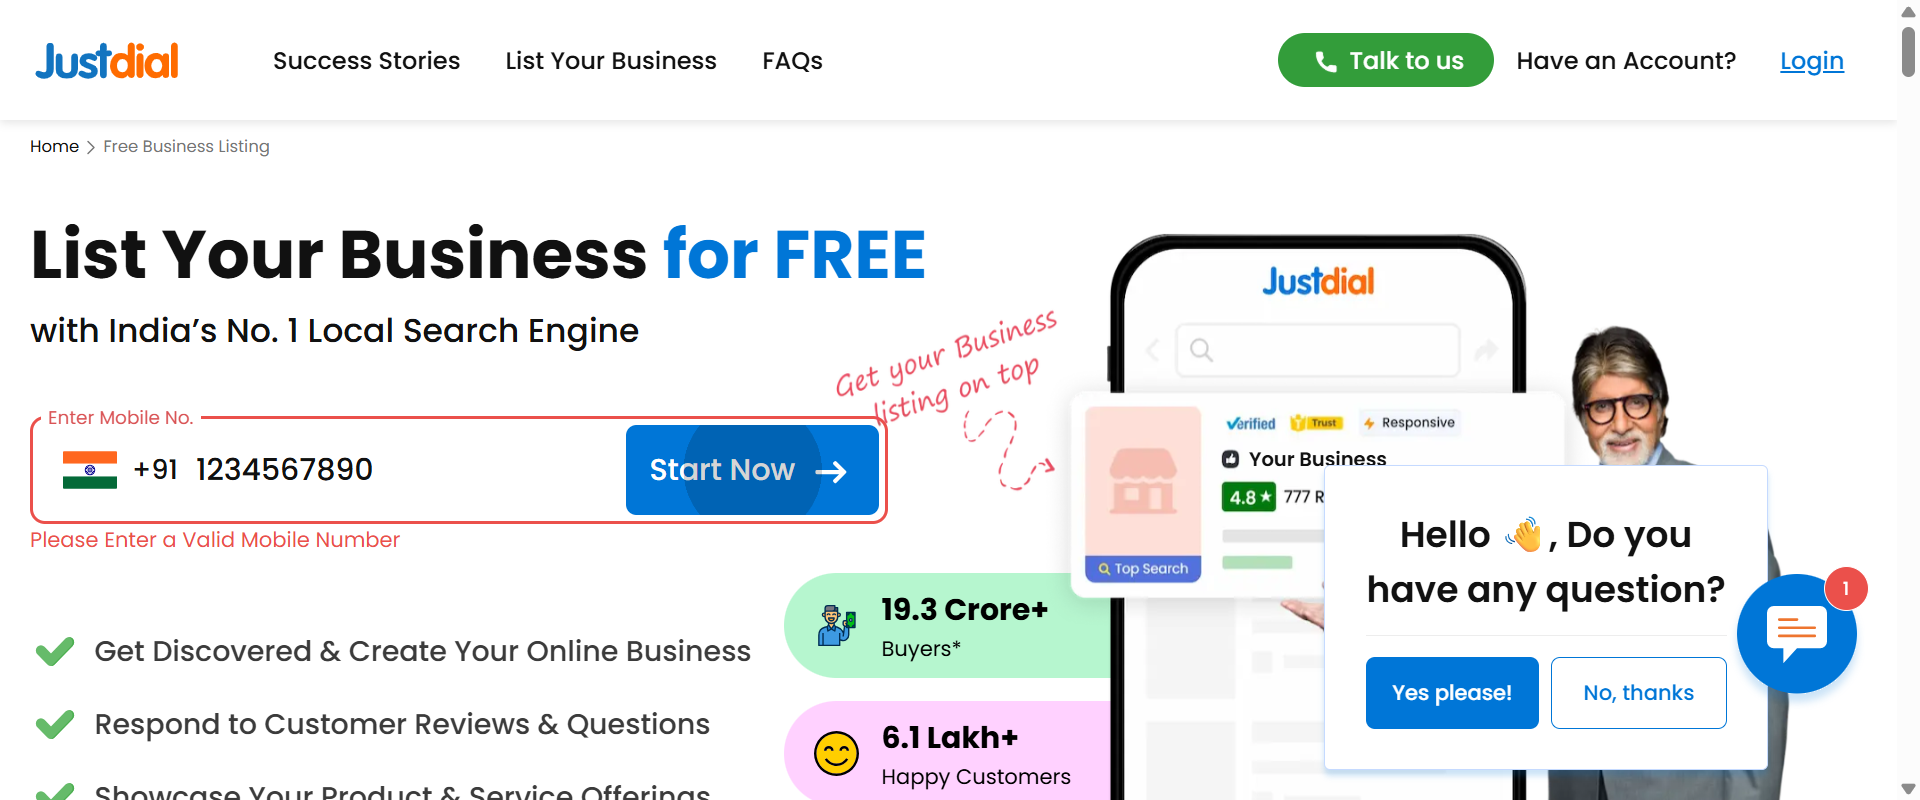 Justdial
Success Stories
List Your Business
FAQs
Talk to us
Have an Account?
Login
Home
Free Business Listing
List Your Business for FREE
with India’s No. 1 Local Search Engine
Enter Mobile No.
+91 1234567890
Start Now
Please Enter a Valid Mobile Number
Get Discovered & Create Your Online Business
Respond to Customer Reviews & Questions
Showcase Your Product & Service Offerings
19.3 Crore+
Buyers*
6.1 Lakh+
Happy Customers
Get your Business
listing on top
Justdial
Verified
Trust
Responsive
Your Business
4.8 ★
777 R
Top Search
Hello 👋, Do you
have any question?
Yes please!
No, thanks
1